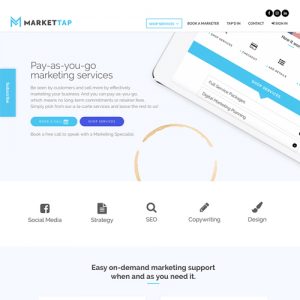 MARKETTAP
SHOP SERVICES
BOOK A MARKETER
TAP'D IN
CONTACT
SIGN IN
Subscribe
Pay-as-you-go
marketing services
Be seen by customers and sell more by effectively
marketing your business. And you can pay-as-you-go
which means no long-term commitments or retainer fees.
Simply pick from our a la carte services and leave the rest to us!
BOOK A CALL
SHOP SERVICES
Book a free call to speak with a Marketing Specialist.
SHOP SERVICES
Full Service Packages
Digital Marketing Planning
Social Media
Strategy
SEO
Copywriting
Design
Easy on-demand marketing support
when and as you need it.